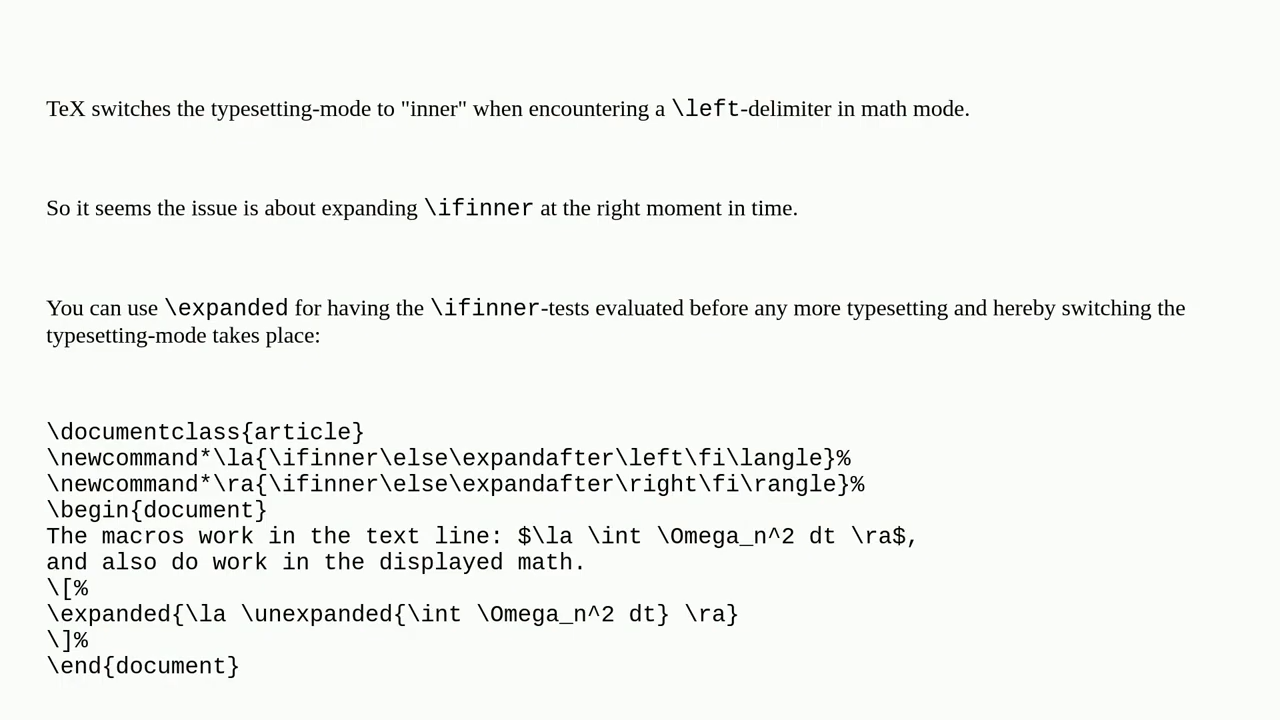 TeX switches the typesetting-mode to "inner" when encountering a \left-delimiter in math mode.
So it seems the issue is about expanding \ifinner at the right moment in time.
You can use \expanded for having the \ifinner-tests evaluated before any more typesetting and hereby switching the
typesetting-mode takes place:
\documentclass{article}
\newcommand*\la{\ifinner\else\expandafter\left\fi\langle}%
\newcommand*\ra{\ifinner\else\expandafter\right\fi\rangle}%
\begin{document}
The macros work in the text line: $\la \int \Omega_n^2 dt \ra$,
and also do work in the displayed math.
\[%
\expanded{\la \unexpanded{\int \Omega_n^2 dt} \ra}
\]%
\end{document}